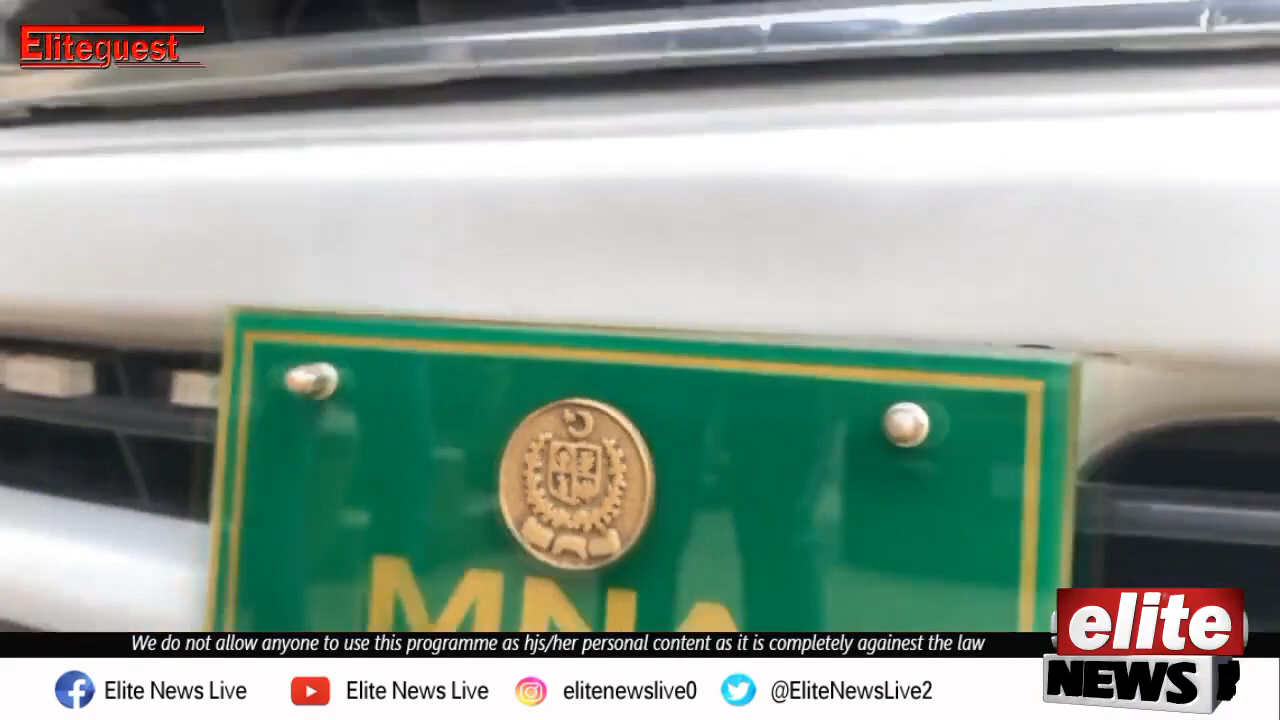 Eliteguest
MNA
We do not allow anyone to use this programme as hjs/her personal content as it is completely againest the law
elite
NEWS
Elite News Live
Elite News Live
elitenewslive0
@EliteNewsLive2